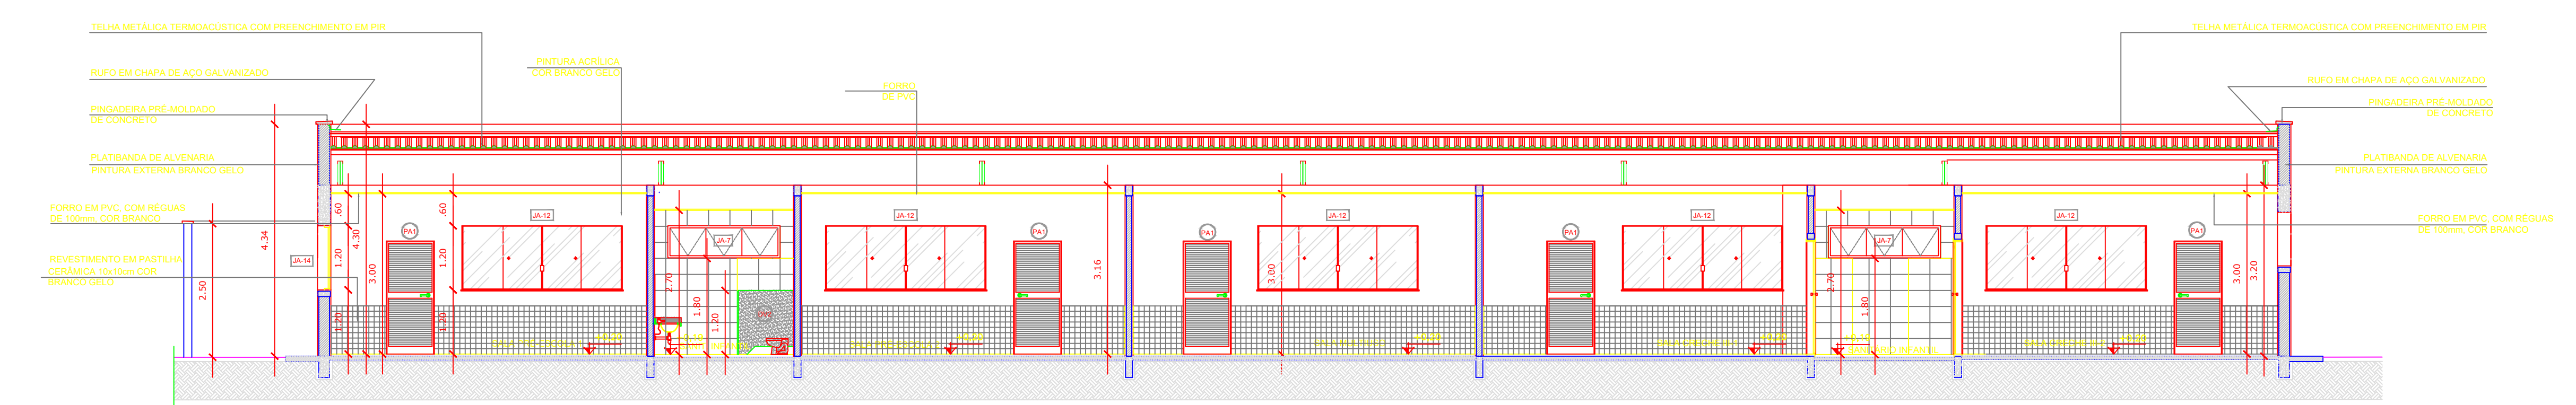 TELHA METÁLICA TERMOACÚSTICA COM PREENCHIMENTO EM PIR
TELHA METÁLICA TERMOACÚSTICA COM PREENCHIMENTO EM PIR
PINTURA ACRÍLICA
COR BRANCO GELO
RUFO EM CHAPA DE AÇO GALVANIZADO
FORRO
DE PVC
RUFO EM CHAPA DE AÇO GALVANIZADO
PINGADEIRA PRÉ-MOLDADO
DE CONCRETO
PINGADEIRA PRÉ-MOLDADO
DE CONCRETO
PLATIBANDA DE ALVENARIA
PINTURA EXTERNA BRANCO GELO
PLATIBANDA DE ALVENARIA
PINTURA EXTERNA BRANCO GELO
FORRO EM PVC, COM RÉGUAS
DE 100mm, COR BRANCO
FORRO EM PVC, COM RÉGUAS
DE 100mm, COR BRANCO
REVESTIMENTO EM PASTILHA
CERÂMICA 10x10cm COR
BRANCO GELO
2.50
4.34
JA-14
.60
1.20
1.20
4.30
3.00
PA1
.60
1.20
1.20
JA-12
JA-7
2.70
1.80
1.20
JA-12
PA1
3.16
PA1
3.00
JA-12
PA1
JA-12
JA-7
2.70
1.80
JA-12
PA1
3.00
3.20